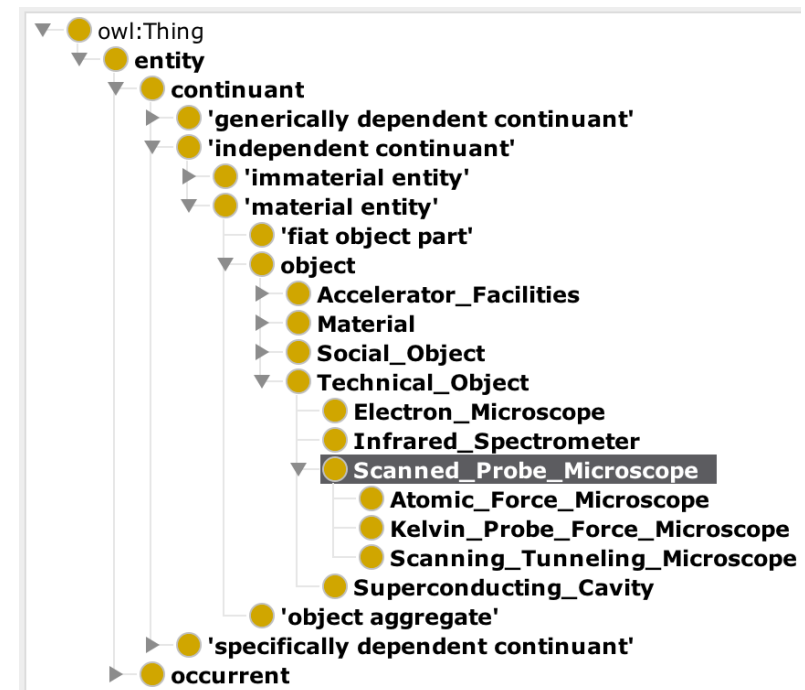 owl:Thing
entity
continuant
'generically dependent continuant'
'independent continuant'
'immaterial entity'
'material entity'
'fiat object part'
object
Accelerator_Facilities
Material
Social_Object
Technical_Object
Electron_Microscope
Infrared_Spectrometer
Scanned_Probe_Microscope
Atomic_Force_Microscope
Kelvin_Probe_Force_Microscope
Scanning_Tunneling_Microscope
Superconducting_Cavity
'object aggregate'
'specifically dependent continuant'
occurrent